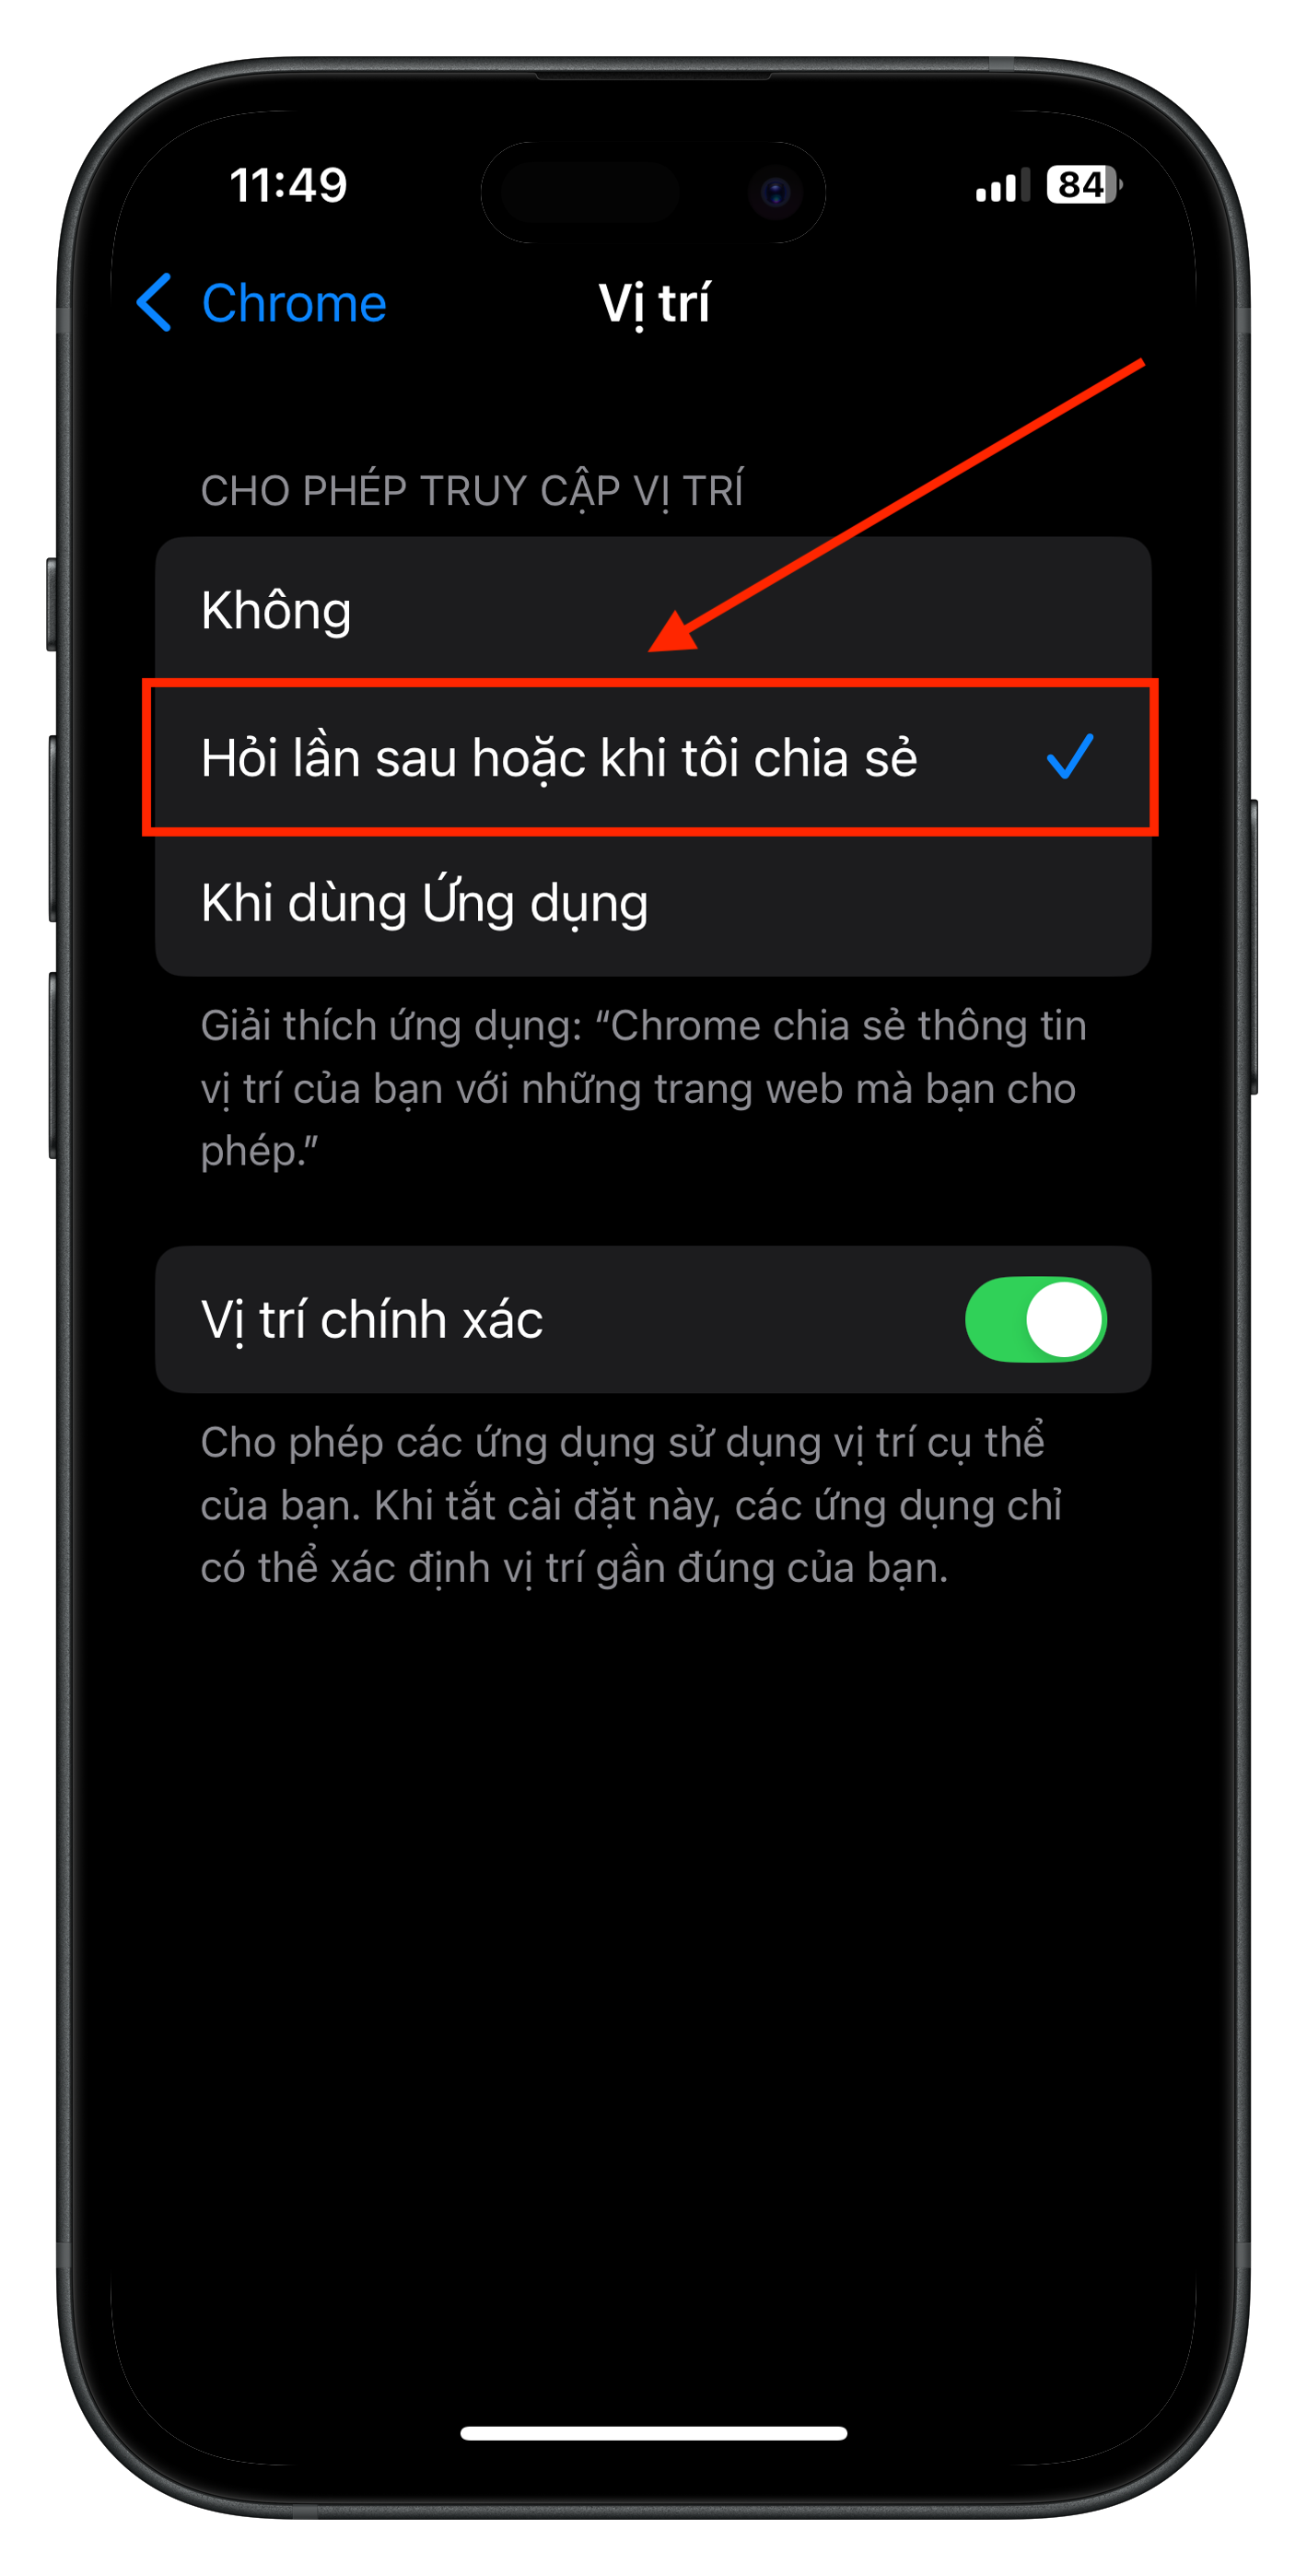 11:49
84
Chrome
Vị trí
CHO PHÉP TRUY CẬP VỊ TRÍ
Không
Hỏi lần sau hoặc khi tôi chia sẻ
Khi dùng Ứng dụng
Giải thích ứng dụng: “Chrome chia sẻ thông tin
vị trí của bạn với những trang web mà bạn cho
phép.”
Vị trí chính xác
Cho phép các ứng dụng sử dụng vị trí cụ thể
của bạn. Khi tắt cài đặt này, các ứng dụng chỉ
có thể xác định vị trí gần đúng của bạn.